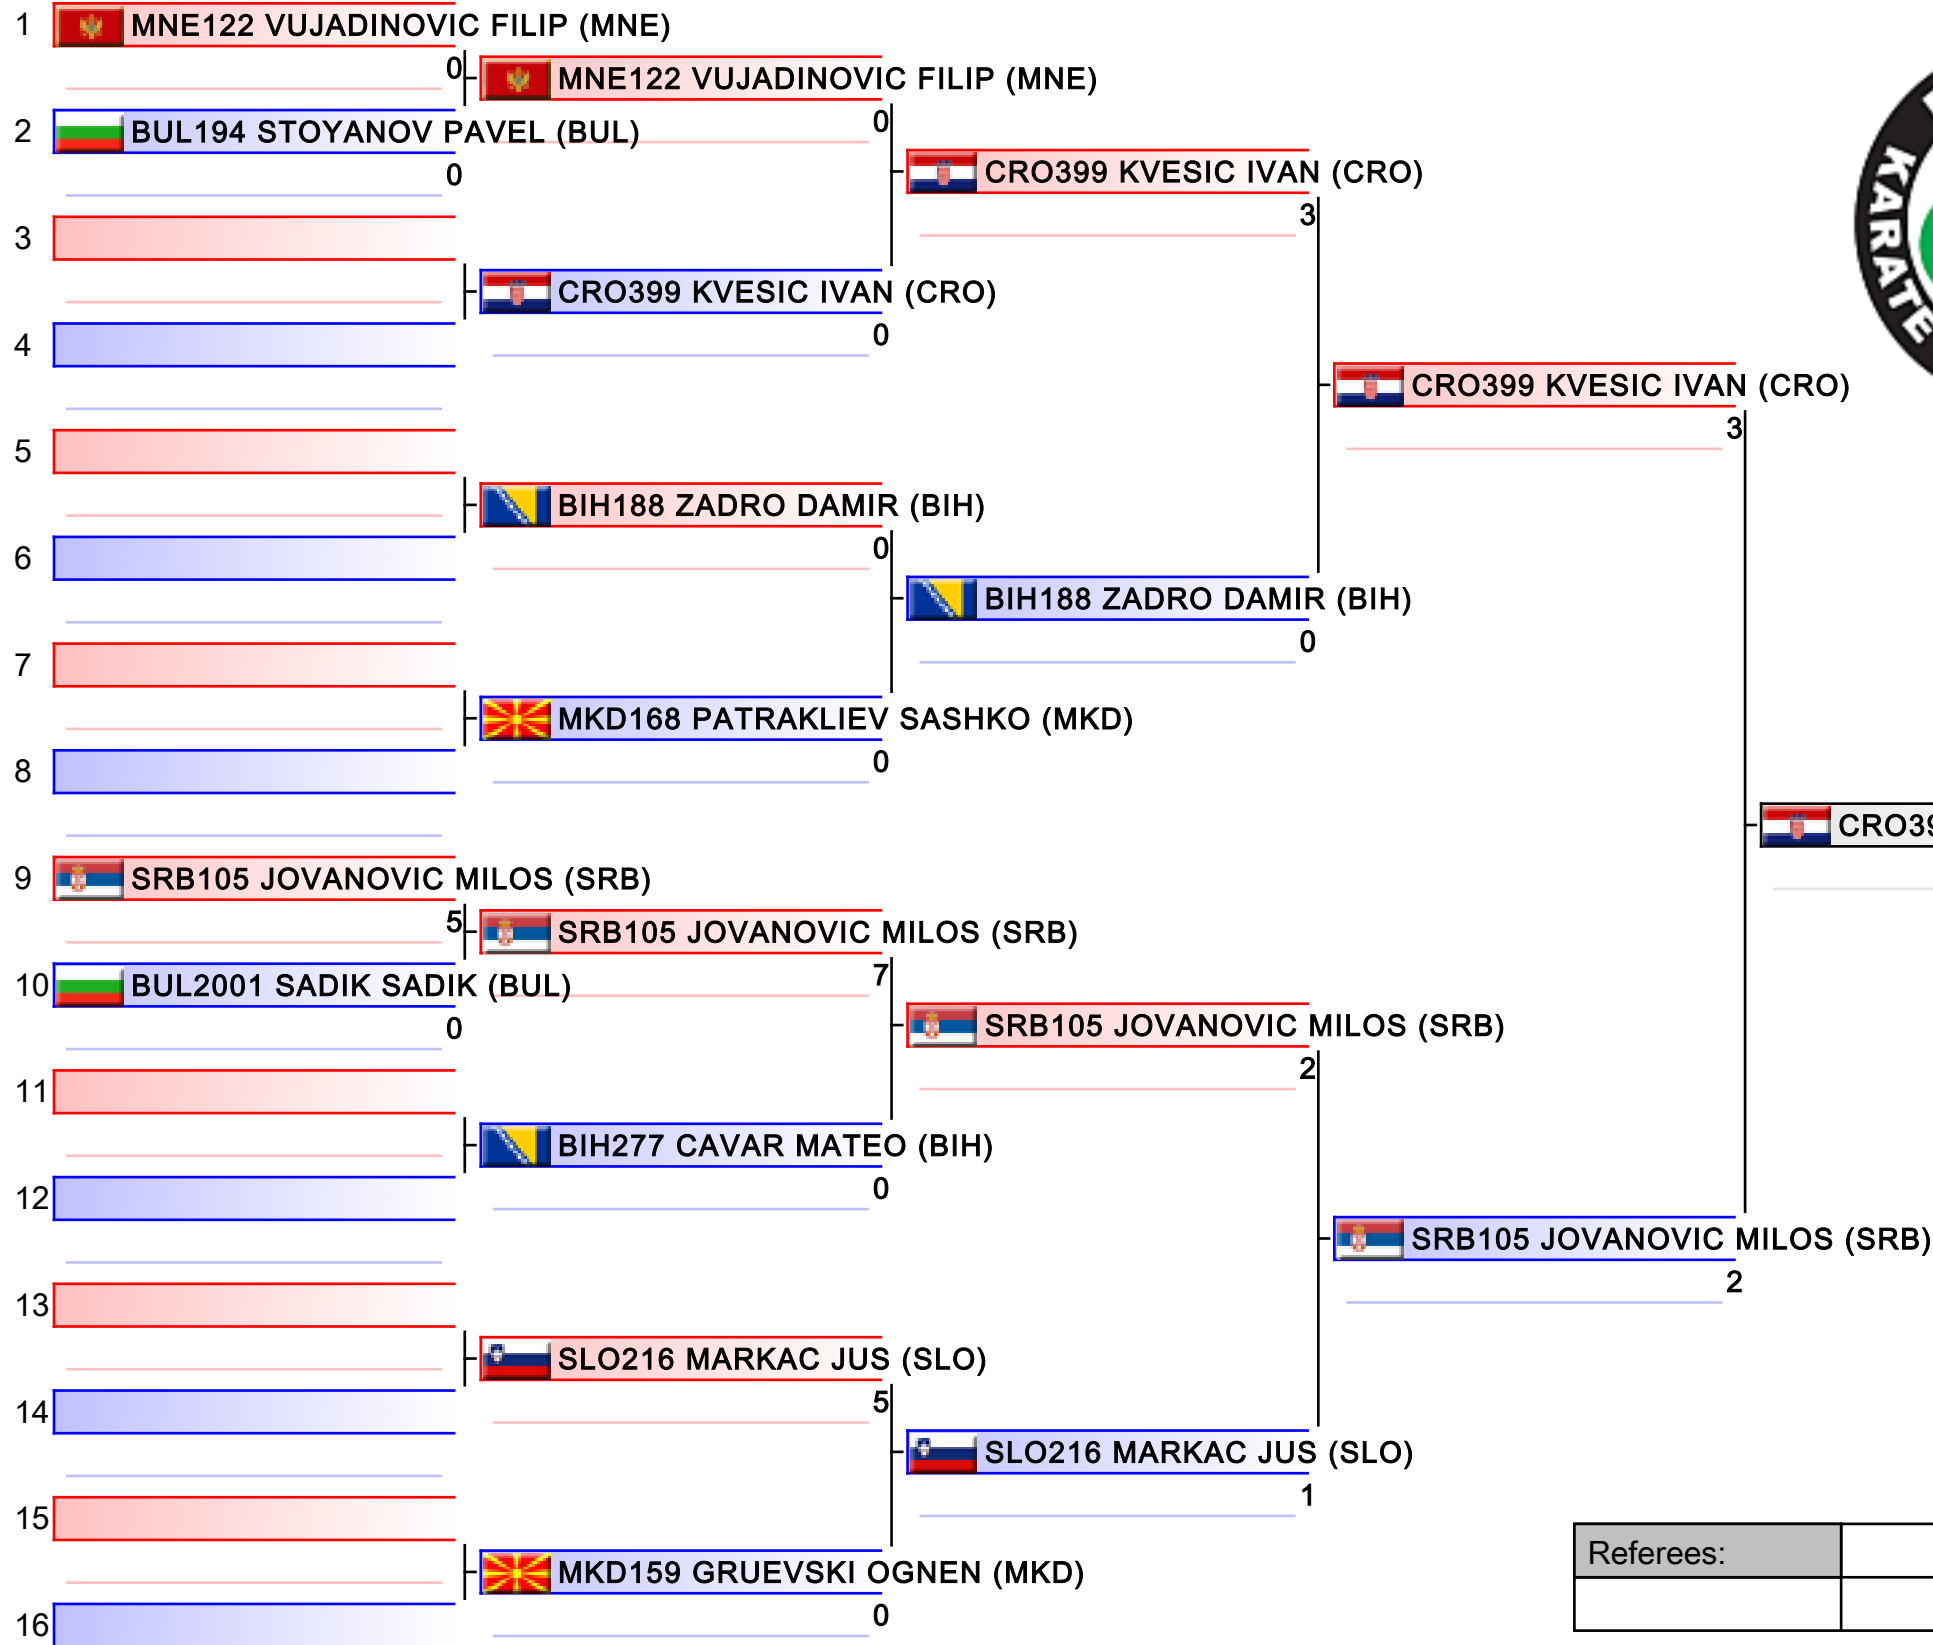 1 MNE122 VUJADINOVIC FILIP (MNE)
0
MNE122 VUJADINOVIC FILIP (MNE)
0
2 BUL194 STOYANOV PAVEL (BUL)
0
CRO399 KVESIC IVAN (CRO)
3
3
CRO399 KVESIC IVAN (CRO)
0
4
CRO399 KVESIC IVAN (CRO)
3
5
BIH188 ZADRO DAMIR (BIH)
0
6
BIH188 ZADRO DAMIR (BIH)
0
7
MKD168 PATRAKLIEV SASHKO (MKD)
0
8
9 SRB105 JOVANOVIC MILOS (SRB)
5
SRB105 JOVANOVIC MILOS (SRB)
7
10 BUL2001 SADIK SADIK (BUL)
0
SRB105 JOVANOVIC MILOS (SRB)
2
11
BIH277 CAVAR MATEO (BIH)
0
12
SRB105 JOVANOVIC MILOS (SRB)
2
13
SLO216 MARKAC JUS (SLO)
5
14
SLO216 MARKAC JUS (SLO)
1
15
MKD159 GRUEVSKI OGNEN (MKD)
0
16
KARATE
Referees: